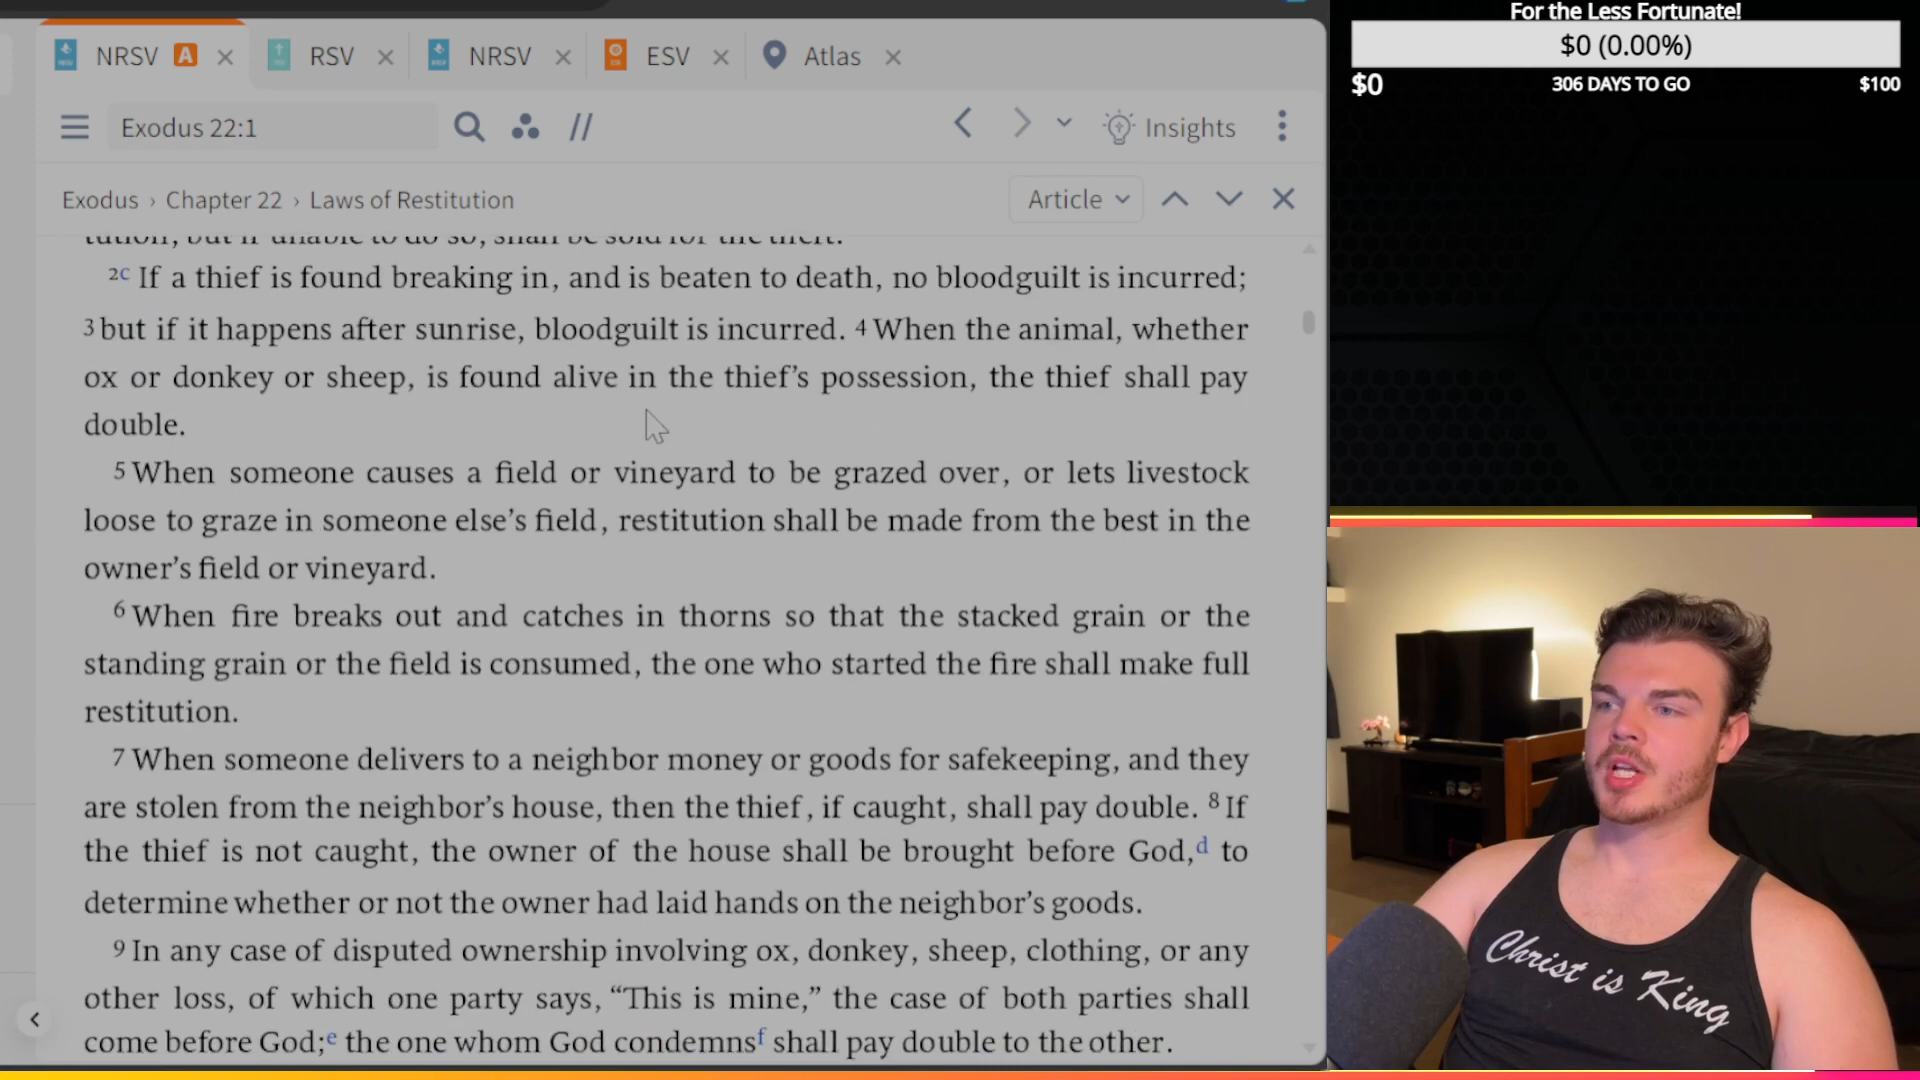 NRSV A × RSV × NRSV × ESV × Atlas ×
Exodus 22:1 // Insights
Exodus › Chapter 22 › Laws of Restitution Article
tution, but if unable to do so, shall be sold for the theft.
2c If a thief is found breaking in, and is beaten to death, no bloodguilt is incurred;
3 but if it happens after sunrise, bloodguilt is incurred. 4 When the animal, whether
ox or donkey or sheep, is found alive in the thief’s possession, the thief shall pay
double.
5 When someone causes a field or vineyard to be grazed over, or lets livestock
loose to graze in someone else’s field, restitution shall be made from the best in the
owner’s field or vineyard.
6 When fire breaks out and catches in thorns so that the stacked grain or the
standing grain or the field is consumed, the one who started the fire shall make full
restitution.
7 When someone delivers to a neighbor money or goods for safekeeping, and they
are stolen from the neighbor’s house, then the thief, if caught, shall pay double. 8 If
the thief is not caught, the owner of the house shall be brought before God,d to
determine whether or not the owner had laid hands on the neighbor’s goods.
9 In any case of disputed ownership involving ox, donkey, sheep, clothing, or any
other loss, of which one party says, “This is mine,” the case of both parties shall
come before God;e the one whom God condemnsf shall pay double to the other.
For the Less Fortunate!
$0 (0.00%)
$0 306 DAYS TO GO $100
Christ is King